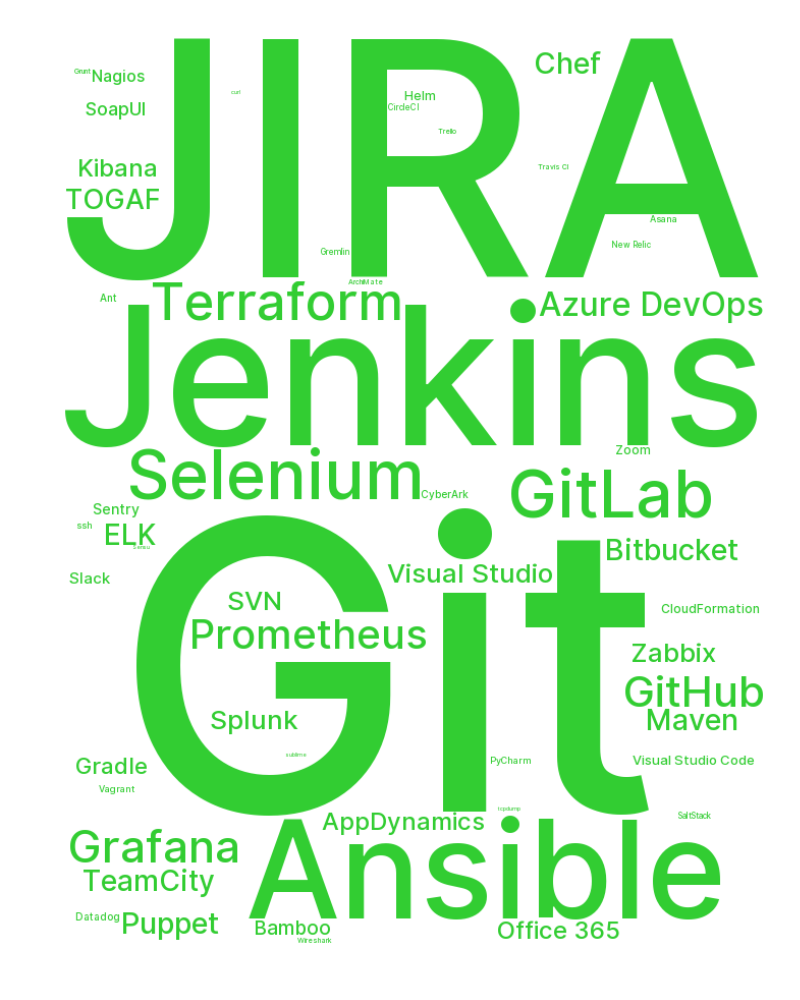 JIRA
Chef
Grunt
Nagios
curl
Helm
SoapUI
CircleCI
Trello
Kibana
Travis CI
TOGAF
Asana
New Relic
Gremlin
ArchiMate
Ant
Terraform
Azure DevOps
Jenkins
Zoom
Selenium
CyberArk
GitLab
Sentry
ssh
ELK
Bitbucket
Slack
Visual Studio
Git
SVN
CloudFormation
Prometheus
Zabbix
GitHub
Splunk
Maven
sublime
PyCharm
Visual Studio Code
Gradle
Vagrant
tcpdump
SaltStack
AppDynamics
Grafana
Ansible
TeamCity
Datadog
Puppet
Bamboo
Office 365
Wireshark